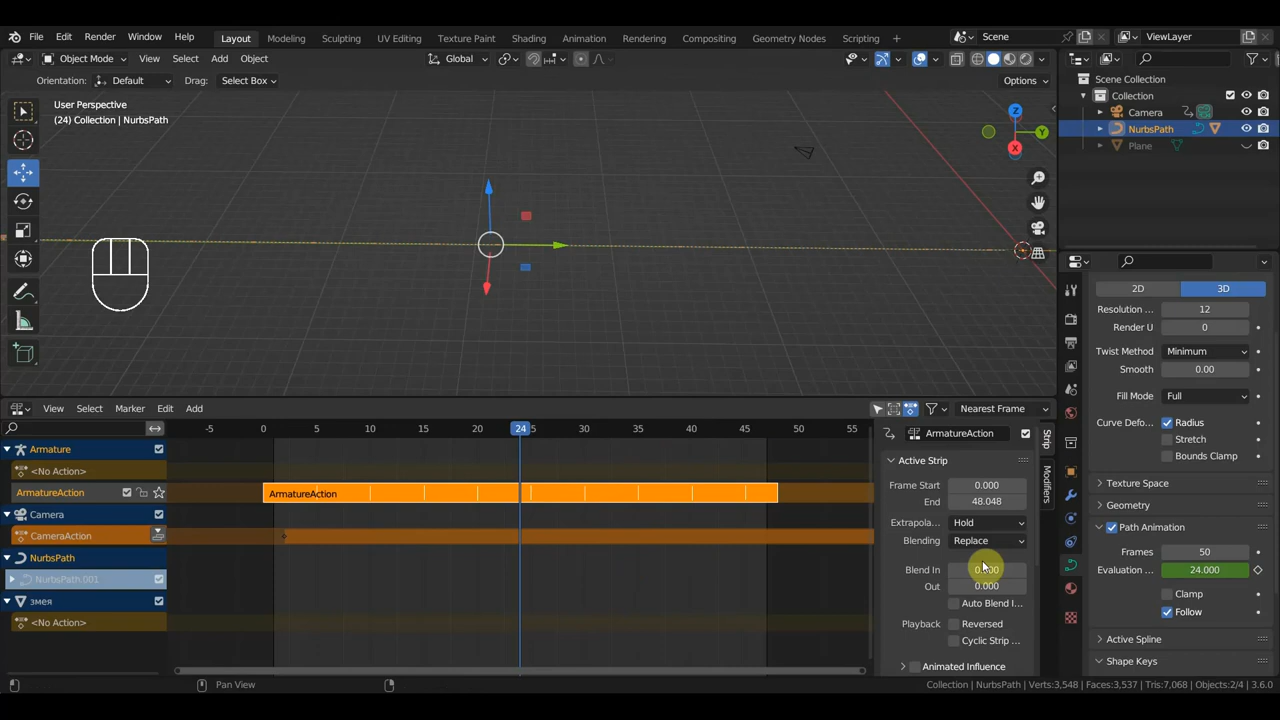 File Edit Render Window Help Layout Modeling Sculpting UV Editing Texture Paint Shading Animation Rendering Compositing Geometry Nodes Scripting + Scene ViewLayer
Object Mode View Select Add Object Global Options
Orientation: Default Drag: Select Box
User Perspective
(24) Collection | NurbsPath
Z
Y
X
Scene Collection
Collection
Camera
NurbsPath
Plane
2D 3D
Resolution ... 12
Render U 0
Twist Method Minimum
Smooth 0.00
Fill Mode Full
Curve Defo... Radius
Stretch
Bounds Clamp
Texture Space
Geometry
Path Animation
Frames 50
Evaluation ... 24.000
Clamp
Follow
Active Spline
Shape Keys
View Select Marker Edit Add Nearest Frame
-5 0 5 10 15 20 24 25 30 35 40 45 50 55
Armature
<No Action>
ArmatureAction ArmatureAction
Camera
CameraAction
NurbsPath
NurbsPath.001
змея
<No Action>
ArmatureAction
Active Strip
Frame Start 0.000
End 48.048
Extrapola... Hold
Blending Replace
Blend In 0.000
Out 0.000
Auto Blend I...
Playback Reversed
Cyclic Strip ...
Animated Influence
Strip
Modifiers
Pan View
Collection | NurbsPath | Verts:3,548 | Faces:3,537 | Tris:7,068 | Objects:2/4 | 3.6.0